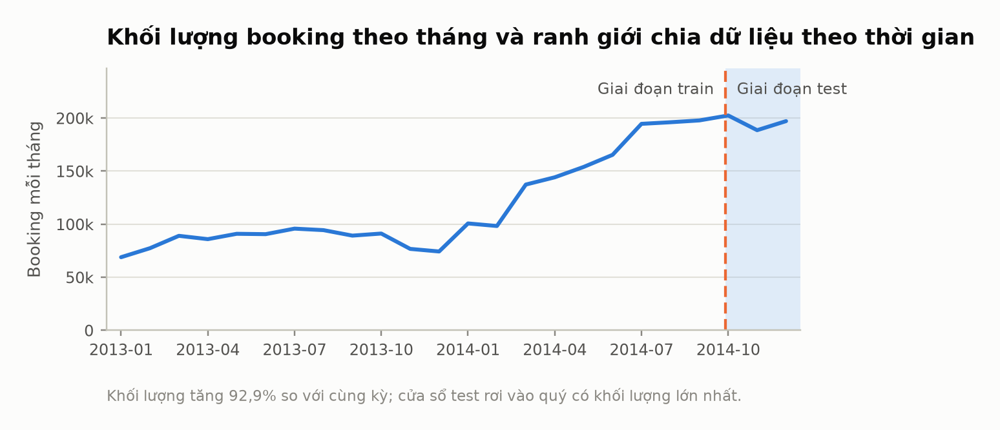 Khối lượng booking theo tháng và ranh giới chia dữ liệu theo thời gian
Giai đoạn train
Giai đoạn test
Booking mỗi tháng
200k
150k
100k
50k
0
2013-01
2013-04
2013-07
2013-10
2014-01
2014-04
2014-07
2014-10
Khối lượng tăng 92,9% so với cùng kỳ; cửa sổ test rơi vào quý có khối lượng lớn nhất.